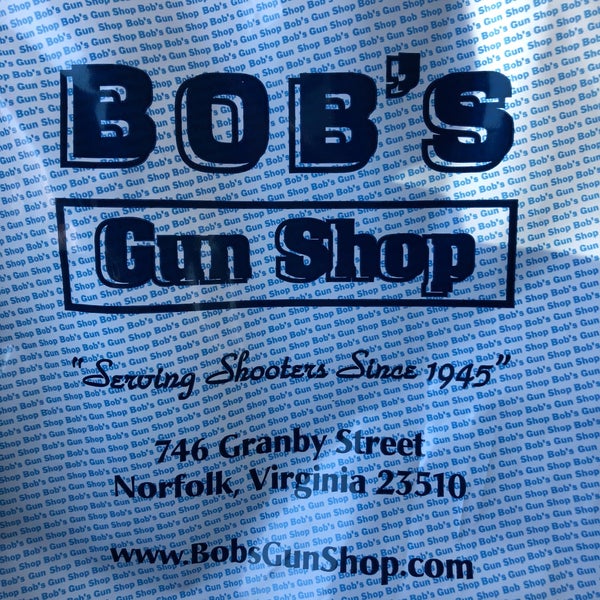 BOB'S
Gun Shop
"Serving Shooters Since 1945"
746 Granby Street
Norfolk, Virginia 23510
www.BobsGunShop.com